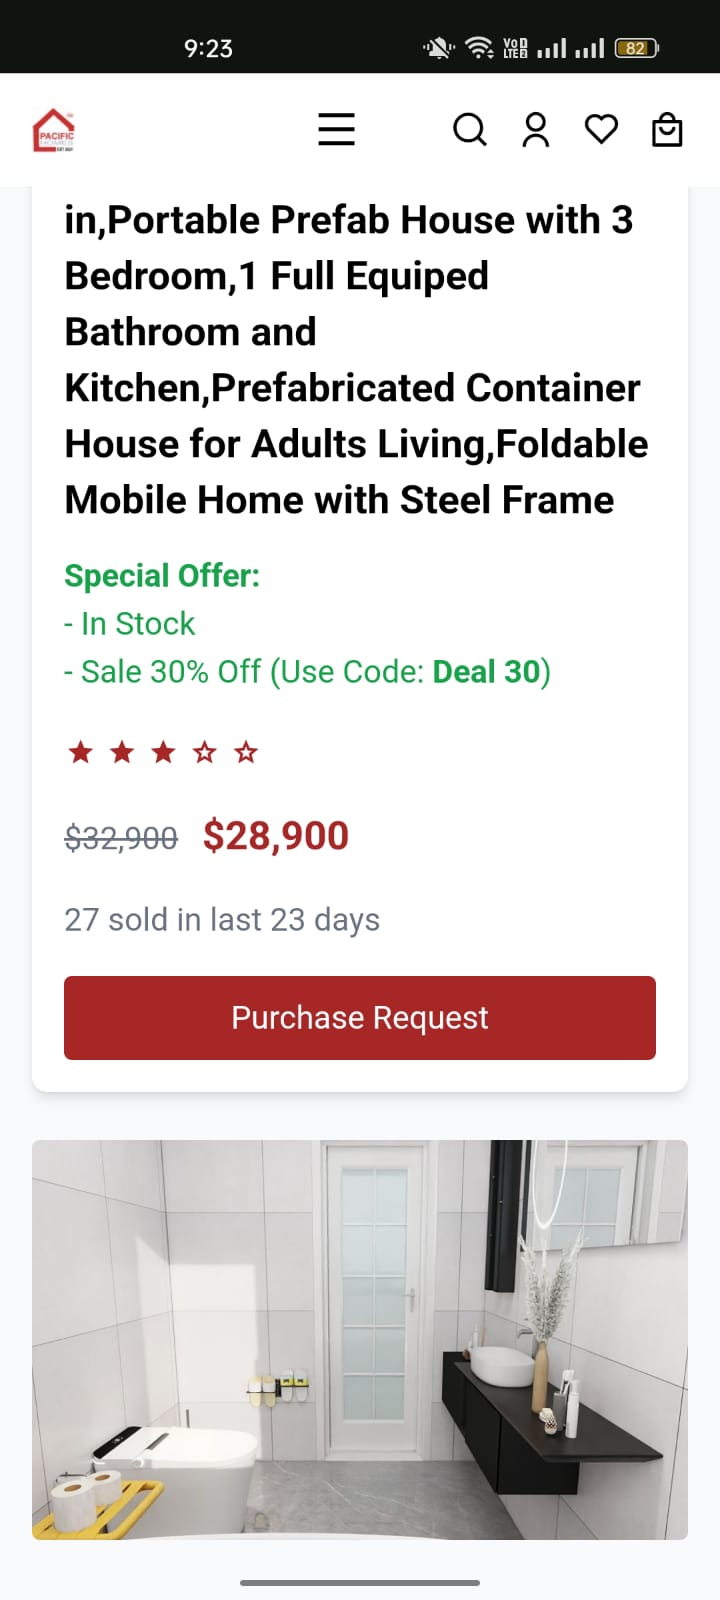 9:23
VoD
LTE2
82
PACIFIC
HOMES
in,Portable Prefab House with 3
Bedroom,1 Full Equiped
Bathroom and
Kitchen,Prefabricated Container
House for Adults Living,Foldable
Mobile Home with Steel Frame
Special Offer:
- In Stock
- Sale 30% Off (Use Code: Deal 30)
$32,900 $28,900
27 sold in last 23 days
Purchase Request